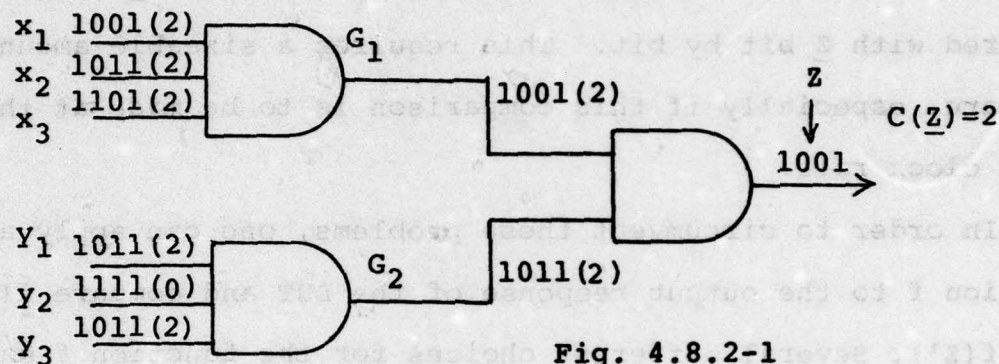 x1 1001(2)
x2 1011(2)
x3 1101(2)
G1
1001(2)
Z
1001
C(Z)=2
Y1 1011(2)
Y2 1111(0)
Y3 1011(2)
G2
1011(2)
Fig. 4.8.2-1